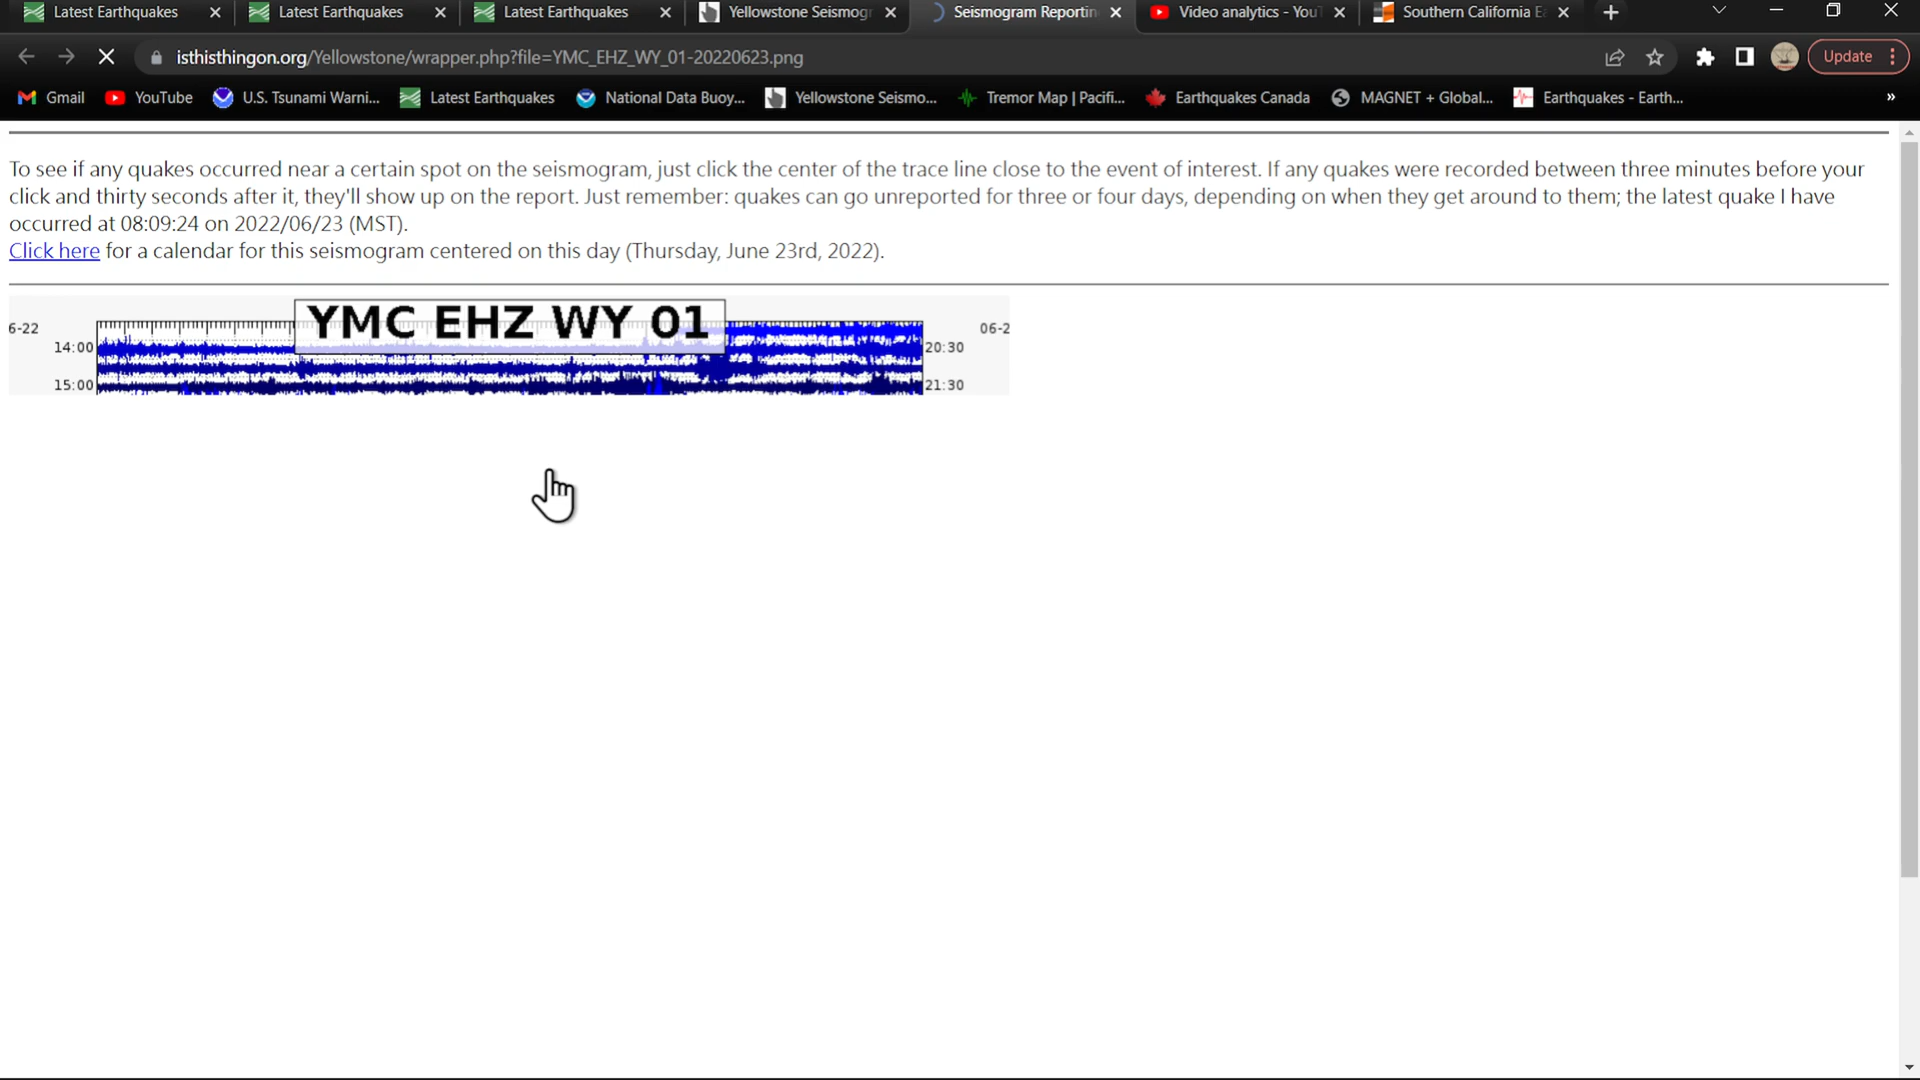 Latest Earthquakes
Latest Earthquakes
Latest Earthquakes
Yellowstone Seismogr
Seismogram Reportin
Video analytics - YouT
Southern California E
isthisthingon.org/Yellowstone/wrapper.php?file=YMC_EHZ_WY_01-20220623.png
Update
Gmail
YouTube
U.S. Tsunami Warni...
Latest Earthquakes
National Data Buoy...
Yellowstone Seismo...
Tremor Map | Pacifi...
Earthquakes Canada
MAGNET + Global...
Earthquakes - Earth...
»
To see if any quakes occurred near a certain spot on the seismogram, just click the center of the trace line close to the event of interest. If any quakes were recorded between three minutes before your
click and thirty seconds after it, they'll show up on the report. Just remember: quakes can go unreported for three or four days, depending on when they get around to them; the latest quake I have
occurred at 08:09:24 on 2022/06/23 (MST).
Click here for a calendar for this seismogram centered on this day (Thursday, June 23rd, 2022).
YMC EHZ WY 01
6-22
06-2
14:00
20:30
15:00
21:30